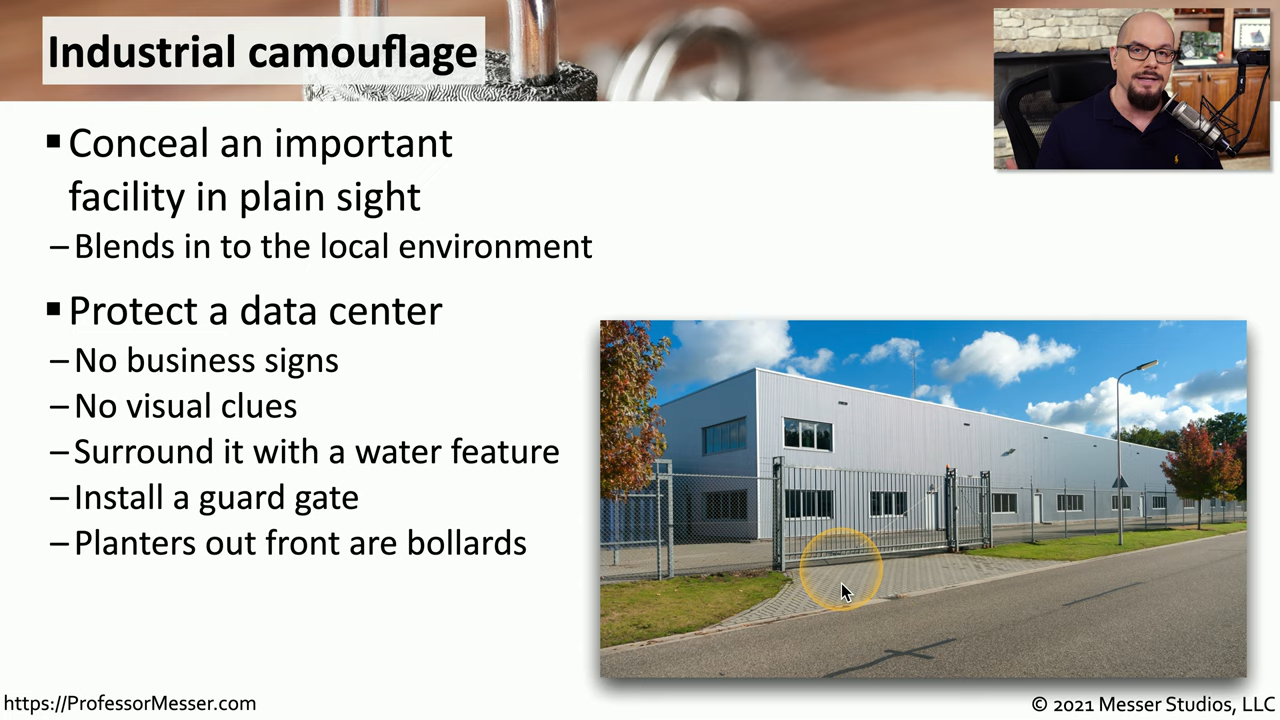 Industrial camouflage
▪ Conceal an important
facility in plain sight
– Blends in to the local environment
▪ Protect a data center
– No business signs
– No visual clues
– Surround it with a water feature
– Install a guard gate
– Planters out front are bollards
https://ProfessorMesser.com
© 2021 Messer Studios, LLC